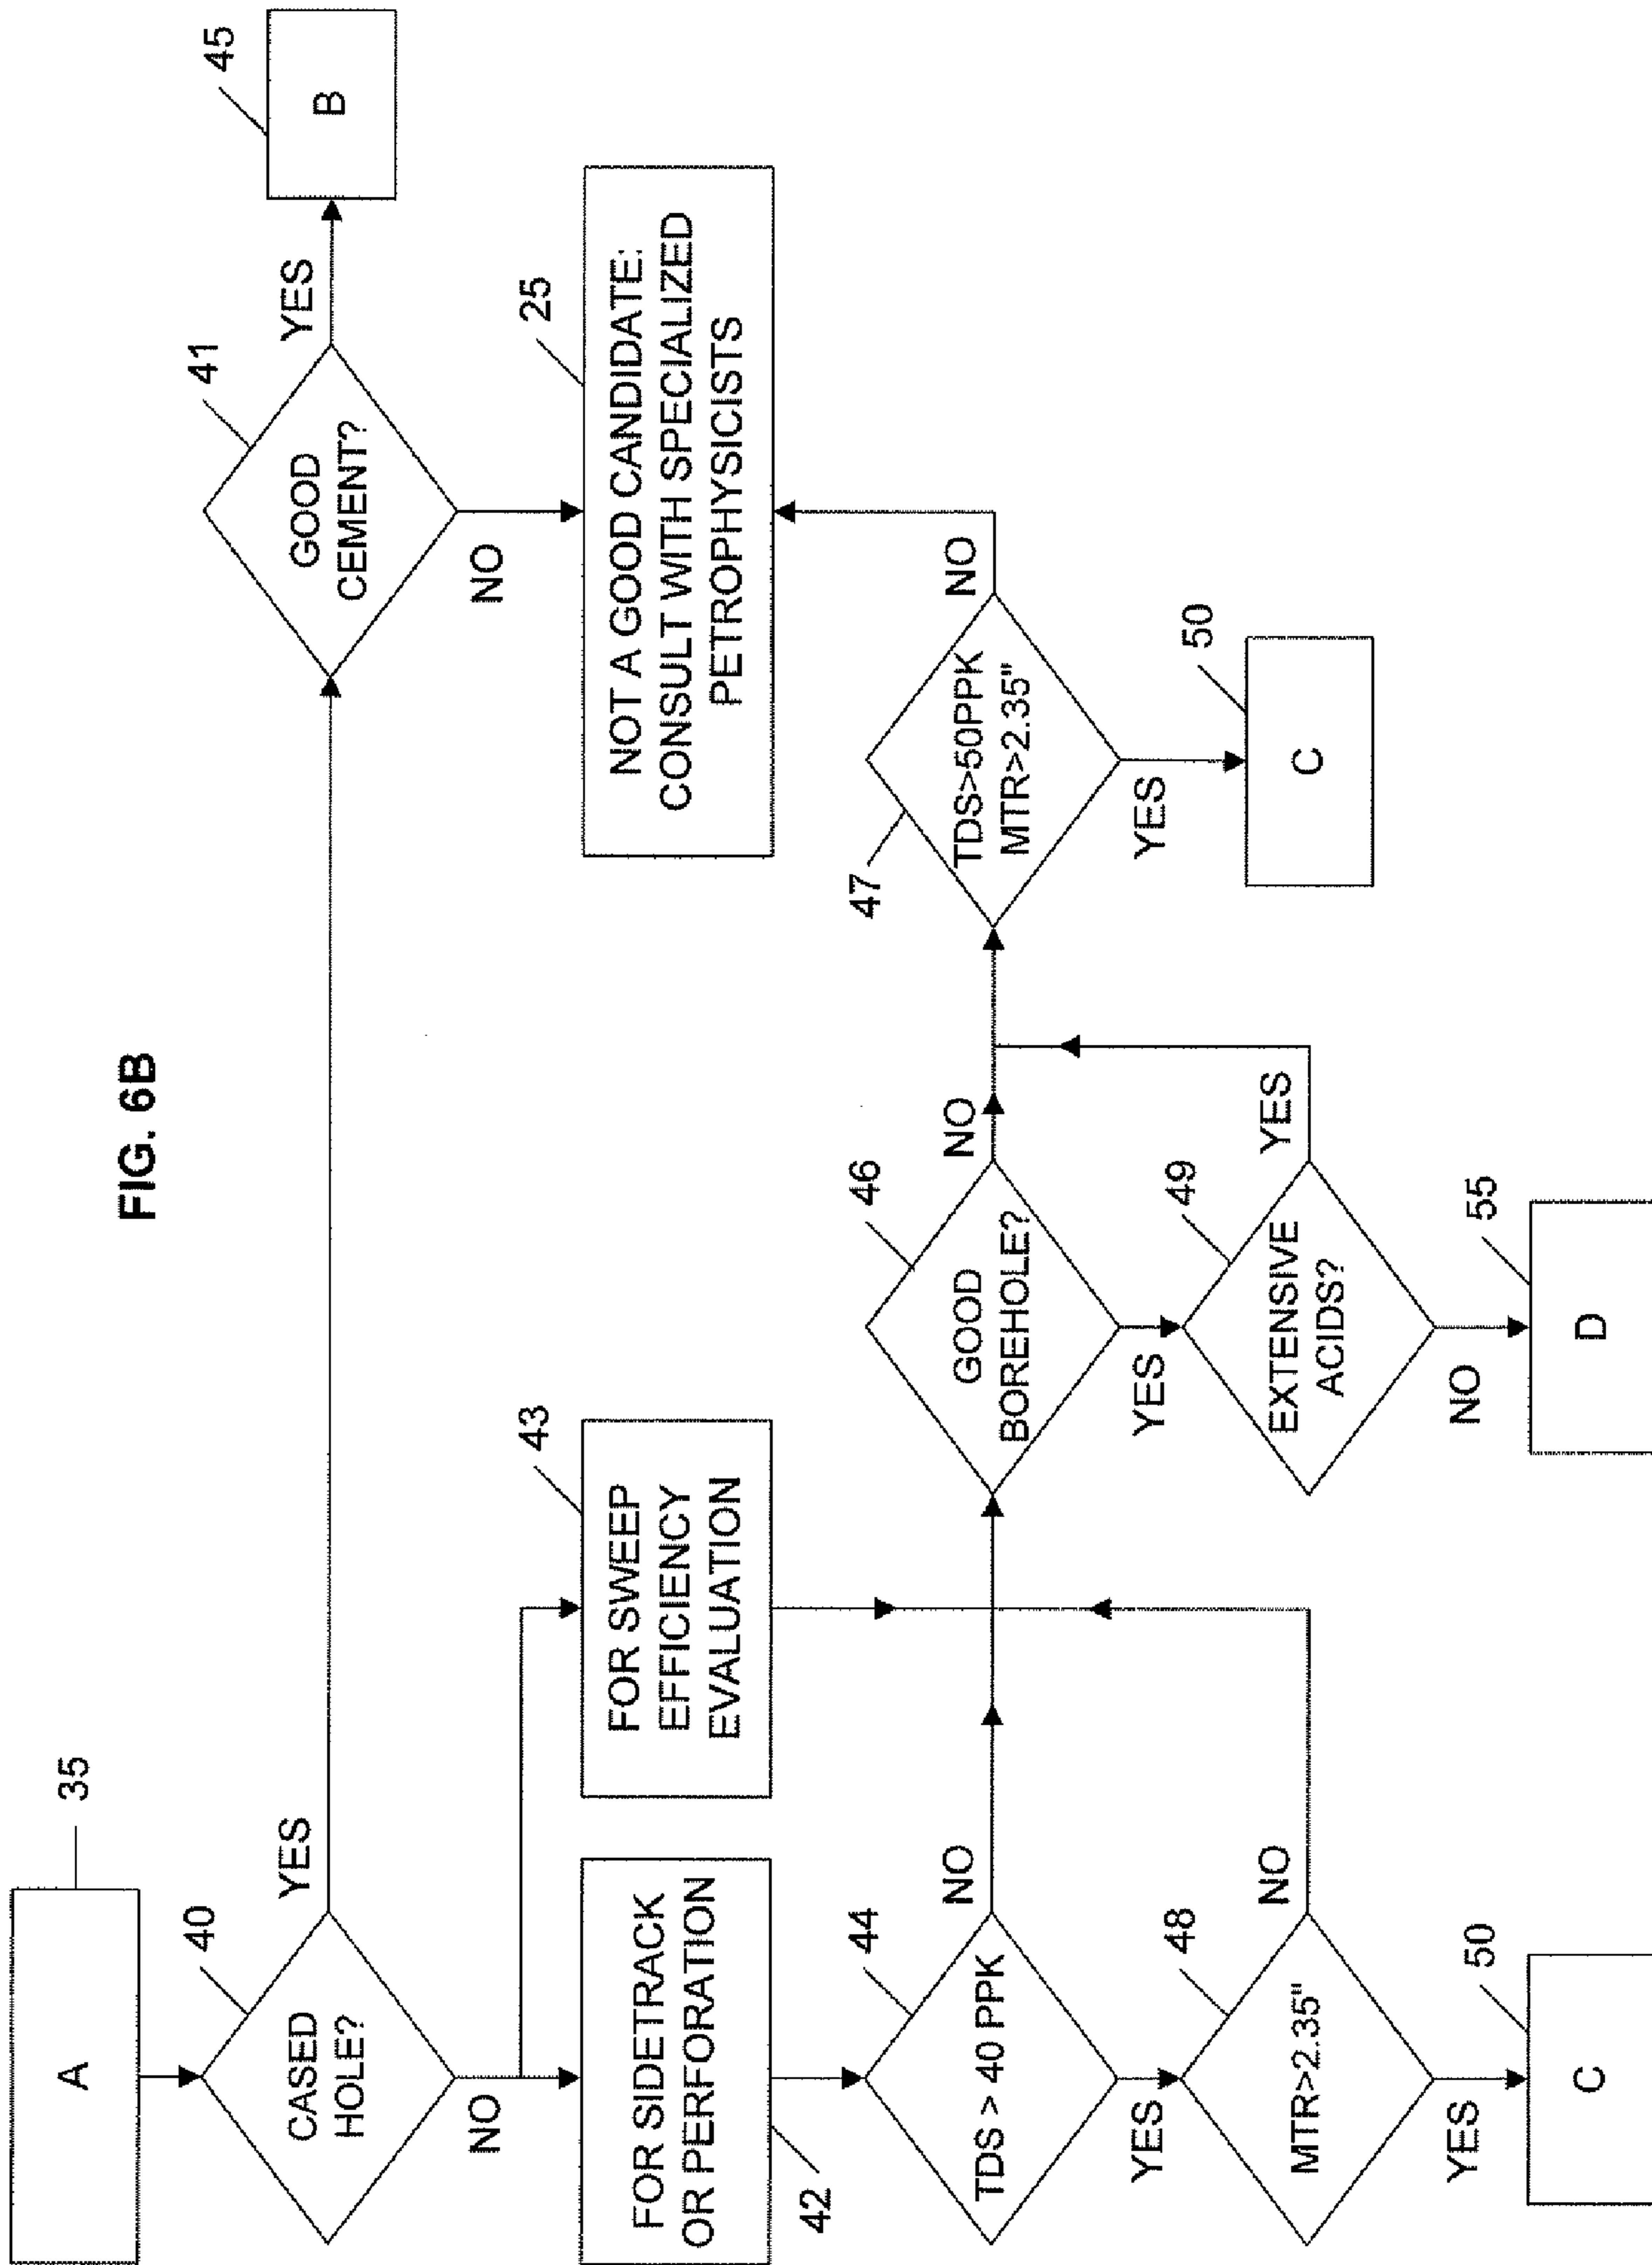 FIG. 6B
A
35
CASED
HOLE?
40
YES
NO
GOOD
CEMENT?
41
YES
NO
B
45
FOR SIDETRACK
OR PERFORATION
42
FOR SWEEP
EFFICIENCY
EVALUATION
43
NOT A GOOD CANDIDATE:
CONSULT WITH SPECIALIZED
PETROPHYSICISTS
25
TDS > 40 PPK
44
NO
YES
GOOD
BOREHOLE?
46
NO
YES
TDS>50PPK
MTR>2.35"
47
NO
YES
MTR>2.35"
48
NO
YES
EXTENSIVE
ACIDS?
49
YES
NO
C
50
C
50
D
55